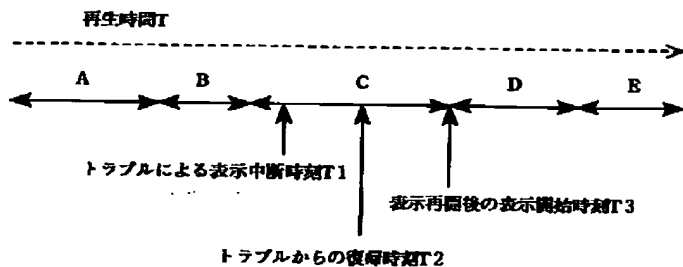 再生時間T
A B C D E
トラブルによる表示中断時刻T1
表示再開後の表示開始時刻T3
トラブルからの復帰時刻T2